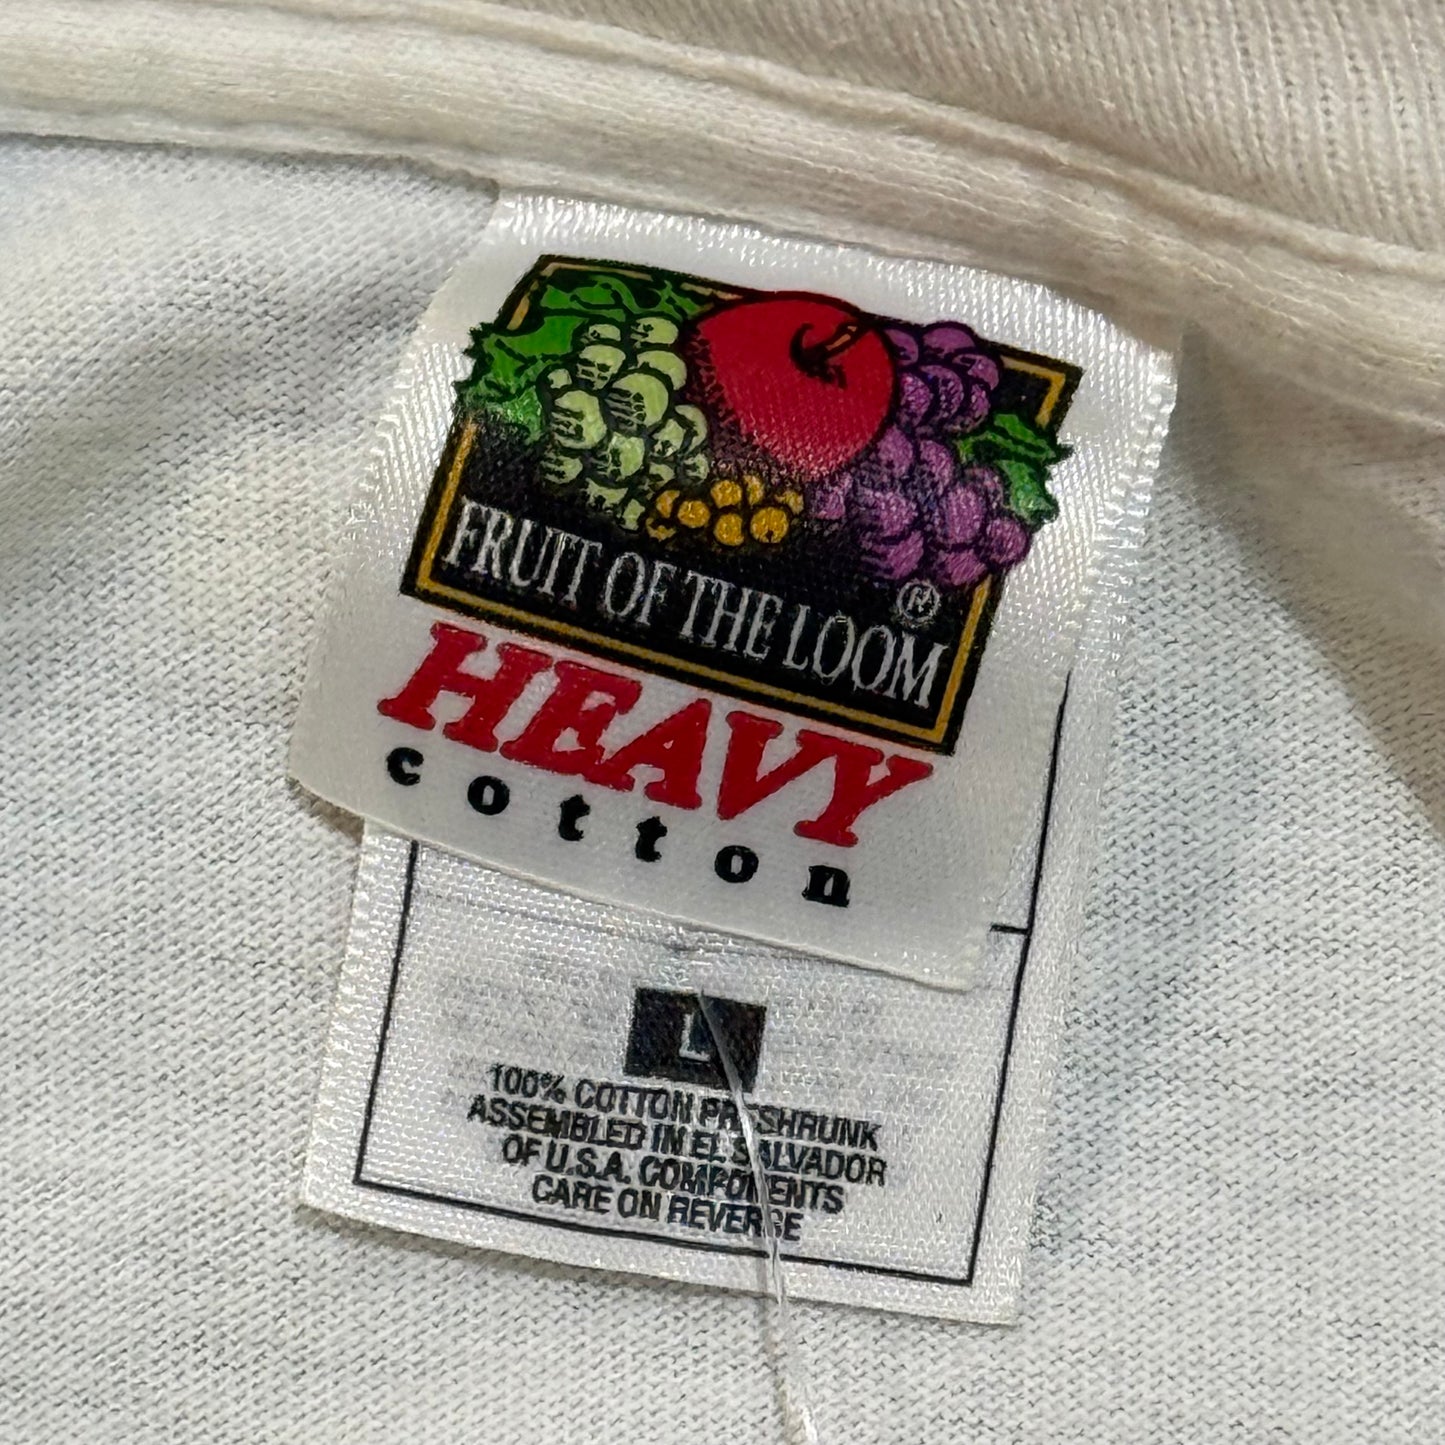 FRUIT OF THE LOOM®
HEAVY
cotton
L
100% COTTON PRESHRUNK
ASSEMBLED IN EL SALVADOR
OF U.S.A. COMPONENTS
CARE ON REVERSE